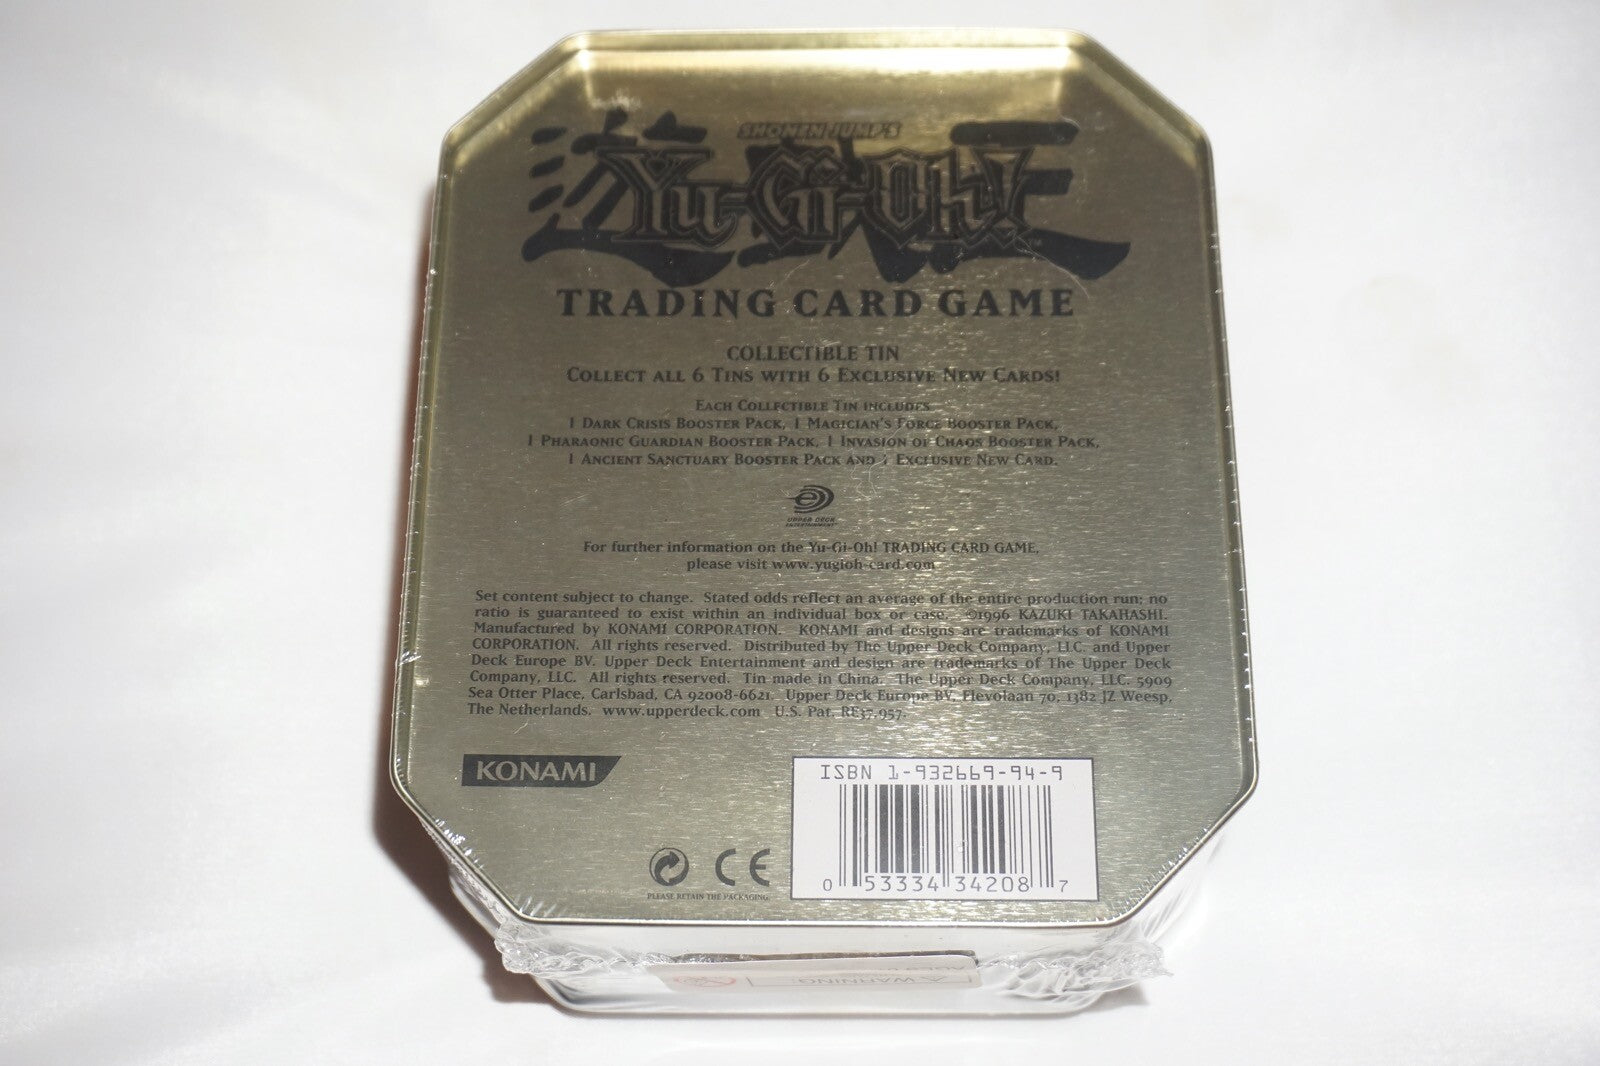 SHONEN JUMP'S
遊戯王
Yu-Gi-Oh!
™
TRADING CARD GAME
COLLECTIBLE TIN
COLLECT ALL 6 TINS WITH 6 EXCLUSIVE NEW CARDS!
EACH COLLECTIBLE TIN INCLUDES
1 DARK CRISIS BOOSTER PACK, 1 MAGICIAN'S FORCE BOOSTER PACK,
1 PHARAONIC GUARDIAN BOOSTER PACK, 1 INVASION OF CHAOS BOOSTER PACK,
1 ANCIENT SANCTUARY BOOSTER PACK AND 1 EXCLUSIVE NEW CARD.
UPPER DECK
ENTERTAINMENT
For further information on the Yu-Gi-Oh! TRADING CARD GAME,
please visit www.yugioh-card.com
Set content subject to change. Stated odds reflect an average of the entire production run; no
ratio is guaranteed to exist within an individual box or case. ©1996 KAZUKI TAKAHASHI.
Manufactured by KONAMI CORPORATION. KONAMI and designs are trademarks of KONAMI
CORPORATION. All rights reserved. Distributed by The Upper Deck Company, LLC. and Upper
Deck Europe BV. Upper Deck Entertainment and design are trademarks of The Upper Deck
Company, LLC. All rights reserved. Tin made in China. The Upper Deck Company, LLC. 5909
Sea Otter Place, Carlsbad, CA 92008-6621. Upper Deck Europe BV, Flevolaan 70, 1382 JZ Weesp,
The Netherlands. www.upperdeck.com U.S. Pat. RE37,957.
KONAMI
ISBN 1-932669-94-9
0 53334 34208 7
CE
PLEASE RETAIN THE PACKAGING.
WARNING: